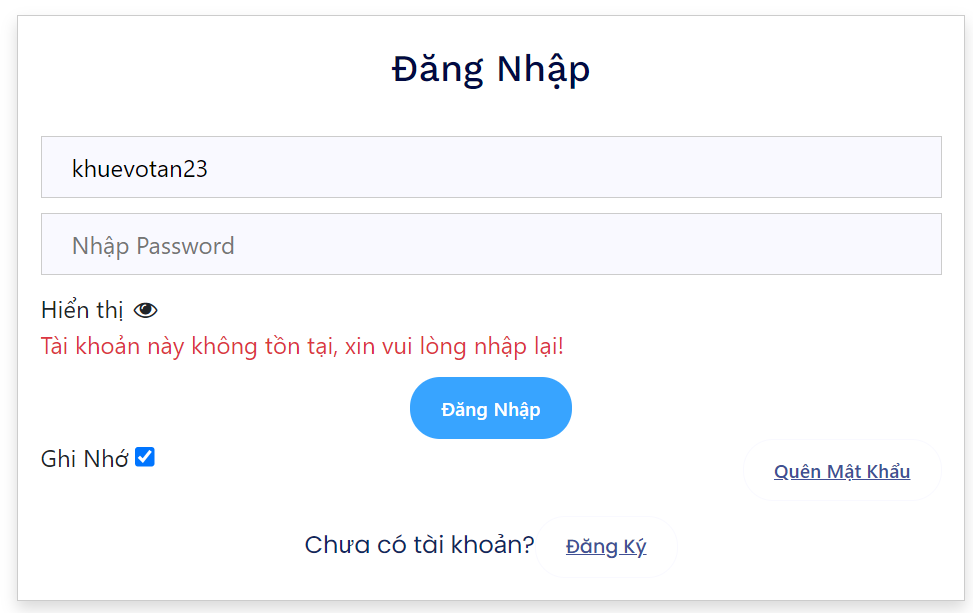 Đăng Nhập
khuevotan23
Nhập Password
Hiển thị
Tài khoản này không tồn tại, xin vui lòng nhập lại!
Đăng Nhập
Ghi Nhớ
Quên Mật Khẩu
Chưa có tài khoản? Đăng Ký